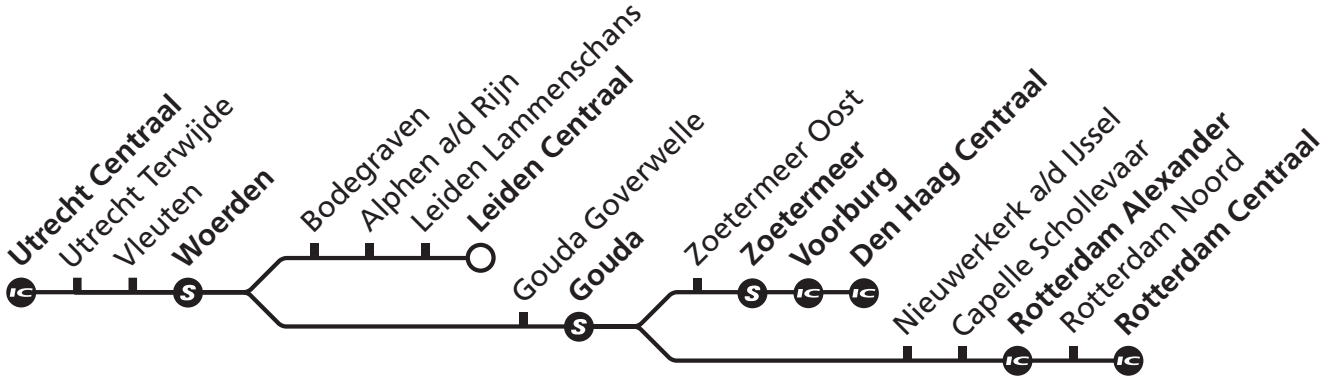 Utrecht Centraal
Utrecht Terwijde
Vleuten
Woerden
Bodegraven
Alphen a/d Rijn
Leiden Lammenschans
Leiden Centraal
Gouda Goverwelle
Gouda
Zoetermeer Oost
Zoetermeer
Voorburg
Den Haag Centraal
Nieuwerkerk a/d IJssel
Capelle Schollevaar
Rotterdam Alexander
Rotterdam Noord
Rotterdam Centraal
IC
S
S
S
IC
IC
IC
IC